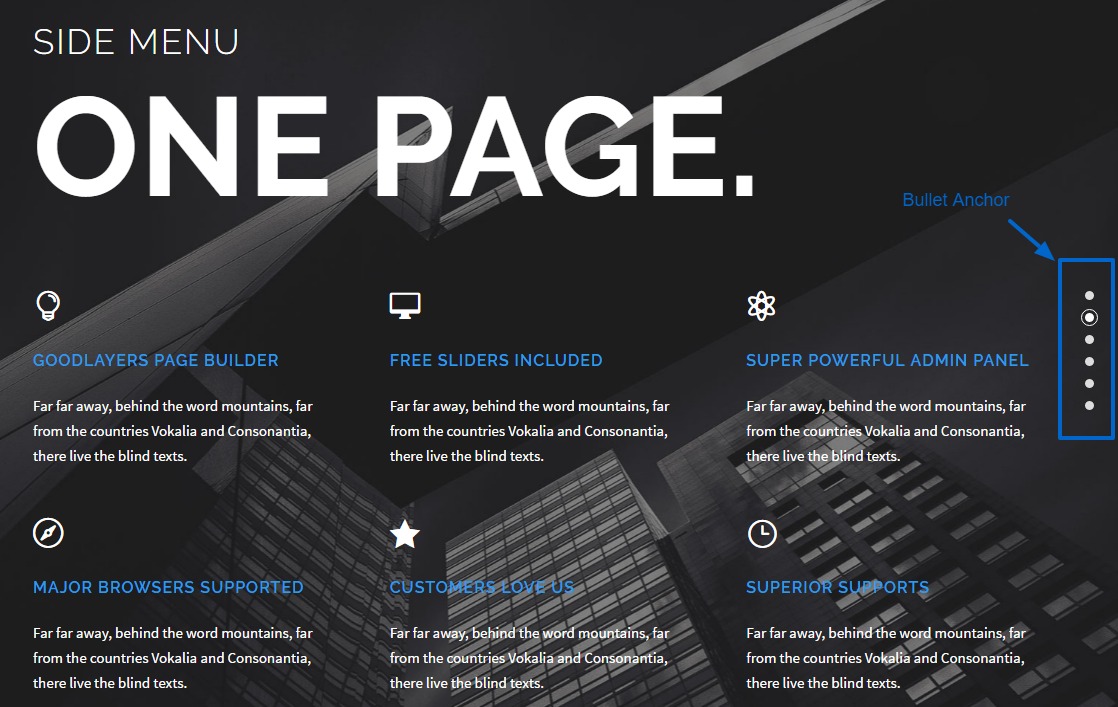 SIDE MENU
ONE PAGE.
Bullet Anchor
GOODLAYERS PAGE BUILDER
Far far away, behind the word mountains, far
from the countries Vokalia and Consonantia,
there live the blind texts.
FREE SLIDERS INCLUDED
Far far away, behind the word mountains, far
from the countries Vokalia and Consonantia,
there live the blind texts.
SUPER POWERFUL ADMIN PANEL
Far far away, behind the word mountains, far
from the countries Vokalia and Consonantia,
there live the blind texts.
MAJOR BROWSERS SUPPORTED
Far far away, behind the word mountains, far
from the countries Vokalia and Consonantia,
there live the blind texts.
CUSTOMERS LOVE US
Far far away, behind the word mountains, far
from the countries Vokalia and Consonantia,
there live the blind texts.
SUPERIOR SUPPORTS
Far far away, behind the word mountains, far
from the countries Vokalia and Consonantia,
there live the blind texts.